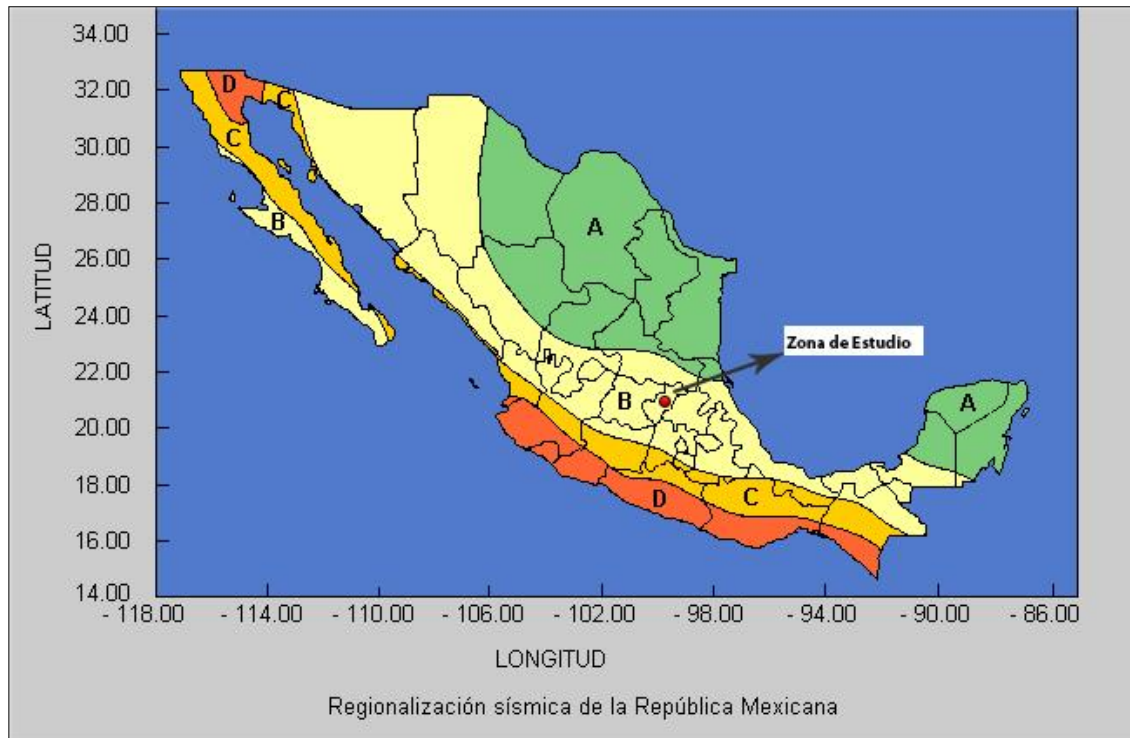 34.00
32.00
30.00
28.00
26.00
24.00
22.00
20.00
18.00
16.00
14.00
LATITUD
D
C
C
B
A
Zona de Estudio
B
A
D
C
- 118.00 - 114.00 - 110.00 - 106.00 - 102.00 - 98.00 - 94.00 - 90.00 - 86.00
LONGITUD
Regionalización sísmica de la República Mexicana